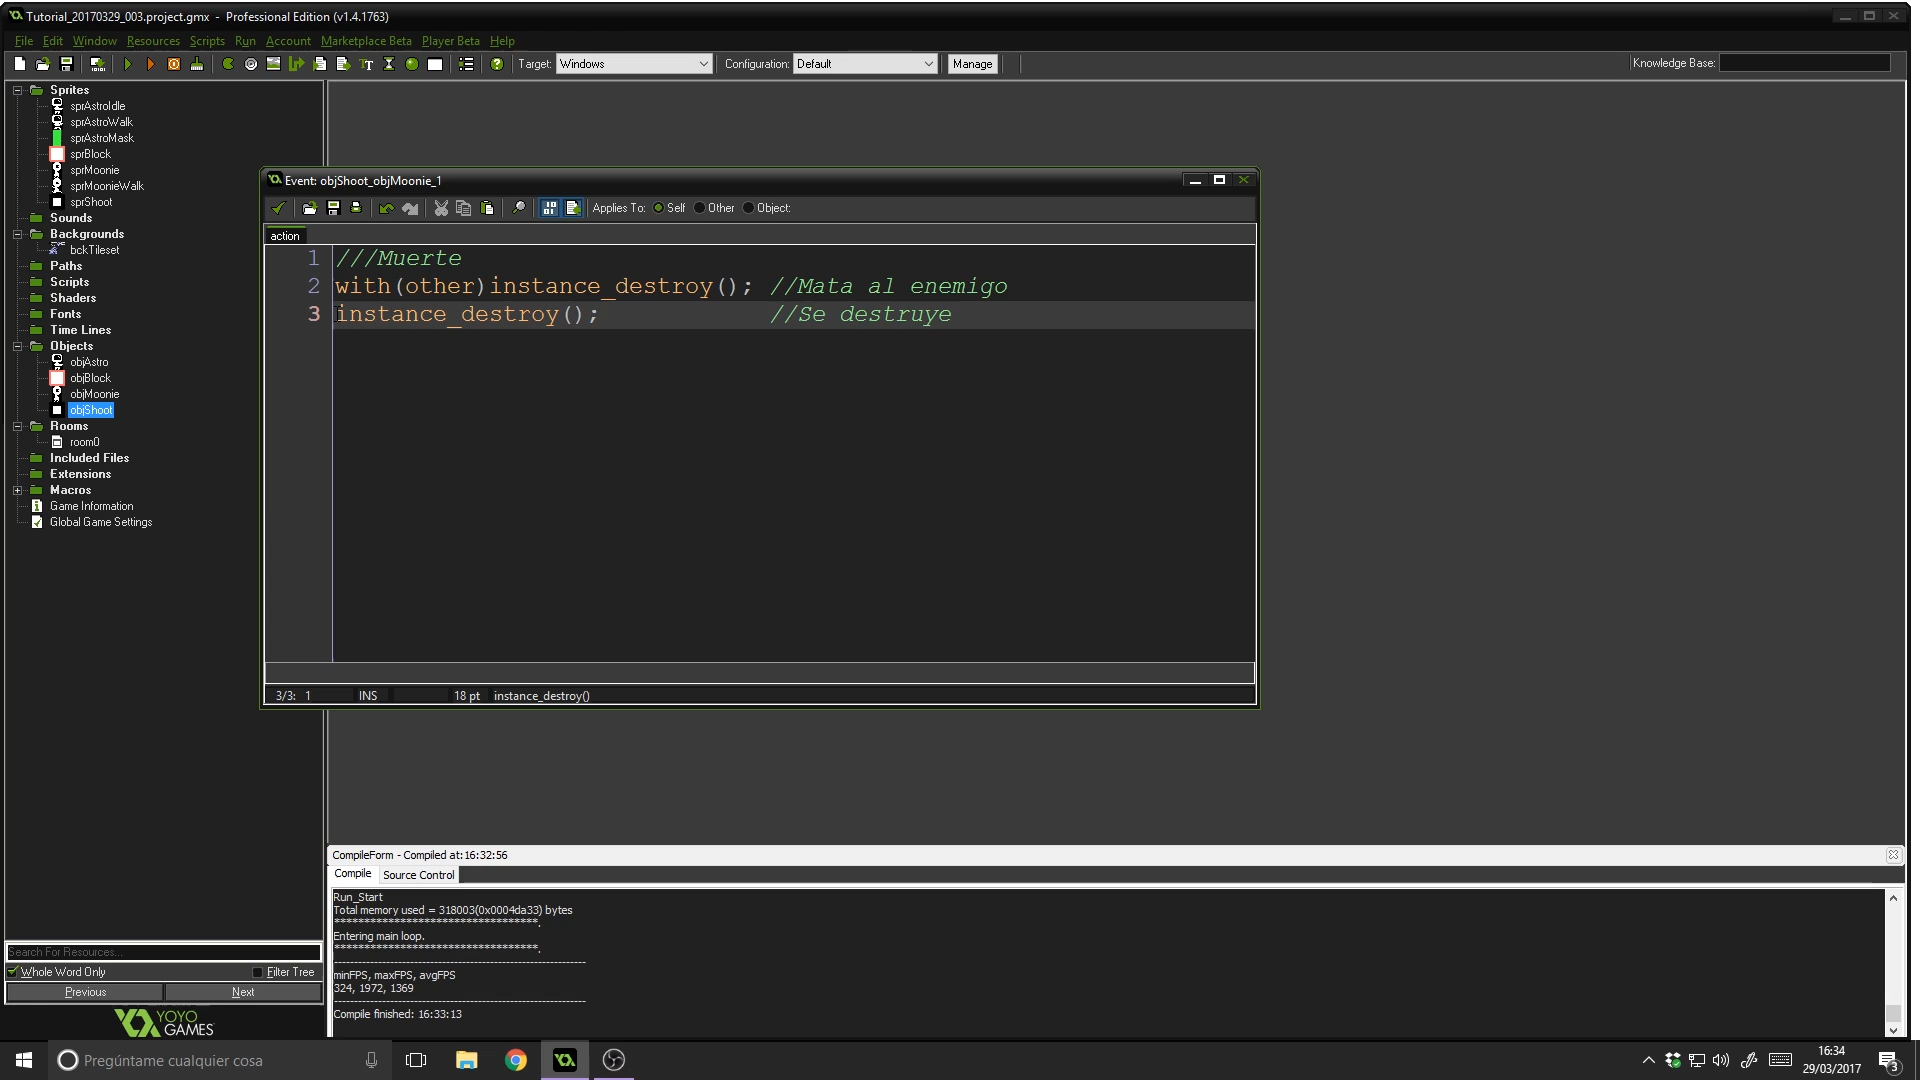 Tutorial_20170329_003.project.gmx - Professional Edition (v1.4.1763)
File Edit Window Resources Scripts Run Account Marketplace Beta Player Beta Help
Target: Windows Configuration: Default Manage Knowledge Base:
Sprites
sprAstroIdle
sprAstroWalk
sprAstroMask
sprBlock
sprMoonie
sprMoonieWalk
sprShoot
Sounds
Backgrounds
bckTileset
Paths
Scripts
Shaders
Fonts
Time Lines
Objects
objAstro
objBlock
objMoonie
objShoot
Rooms
room0
Included Files
Extensions
Macros
Game Information
Global Game Settings
Event: objShoot_objMoonie_1
Applies To: Self Other Object:
action
1 ///Muerte
2 with(other)instance_destroy(); //Mata al enemigo
3 instance_destroy(); //Se destruye
3/3: 1 INS 18 pt instance_destroy()
CompileForm - Compiled at:16:32:56
Compile Source Control
Run_Start
Total memory used = 318003(0x0004da33) bytes
**********************************.
Entering main loop.
**********************************.
minFPS, maxFPS, avgFPS
324, 1972, 1369
Compile finished: 16:33:13
Search For Resources...
Whole Word Only Filter Tree
Previous Next
YOYO GAMES
Pregúntame cualquier cosa
16:34
29/03/2017
3